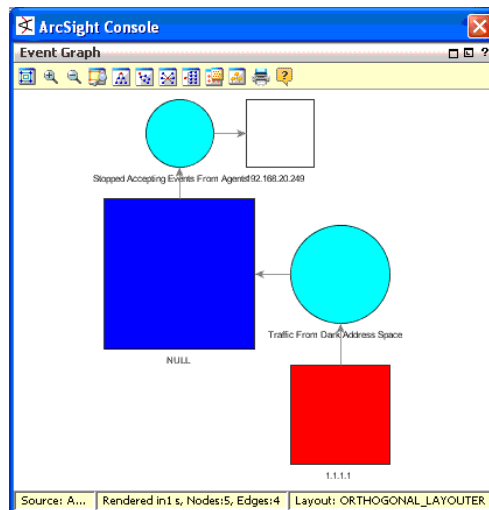 ArcSight Console
Event Graph
Stopped Accepting Events From Agents
192.168.20.249
NULL
Traffic From Dark Address Space
1.1.1.1
Source: A... Rendered in1 s, Nodes:5, Edges:4 Layout: ORTHOGONAL_LAYOUTER